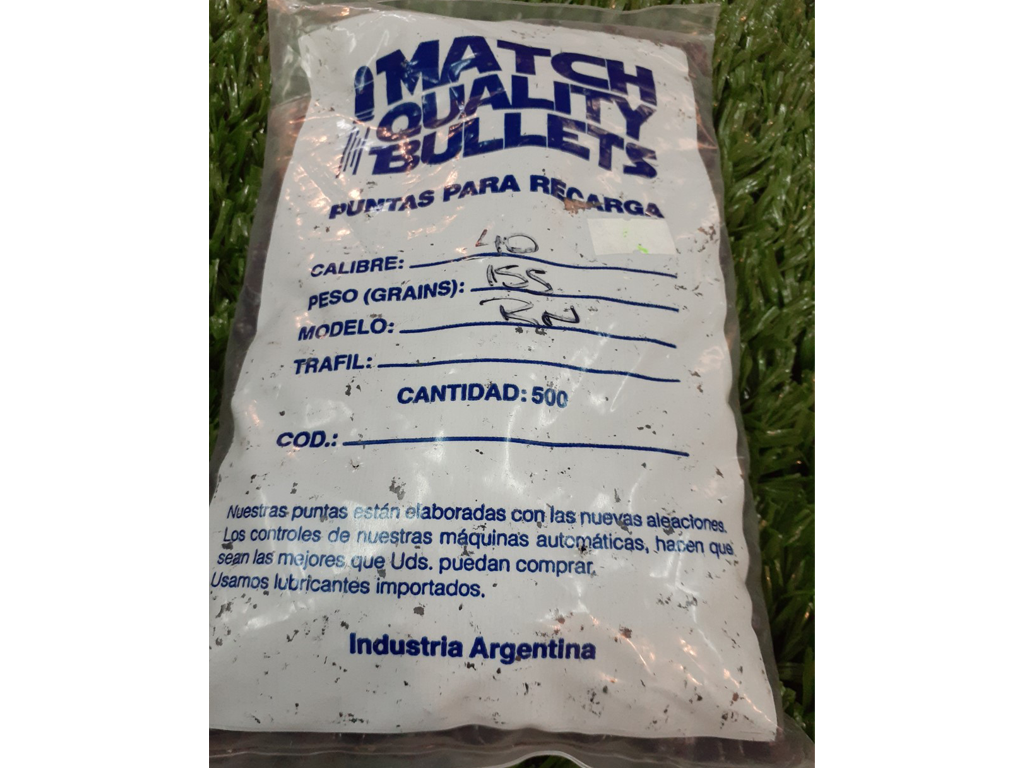 MATCH
QUALITY
BULLETS
PUNTAS PARA RECARGA
CALIBRE: 40
PESO (GRAINS): 155
MODELO:
TRAFIL:
CANTIDAD: 500
COD.:
Nuestras puntas están elaboradas con las nuevas aleaciones.
Los controles de nuestras máquinas automáticas, hacen que
sean las mejores que Uds. puedan comprar.
Usamos lubricantes importados.
Industria Argentina